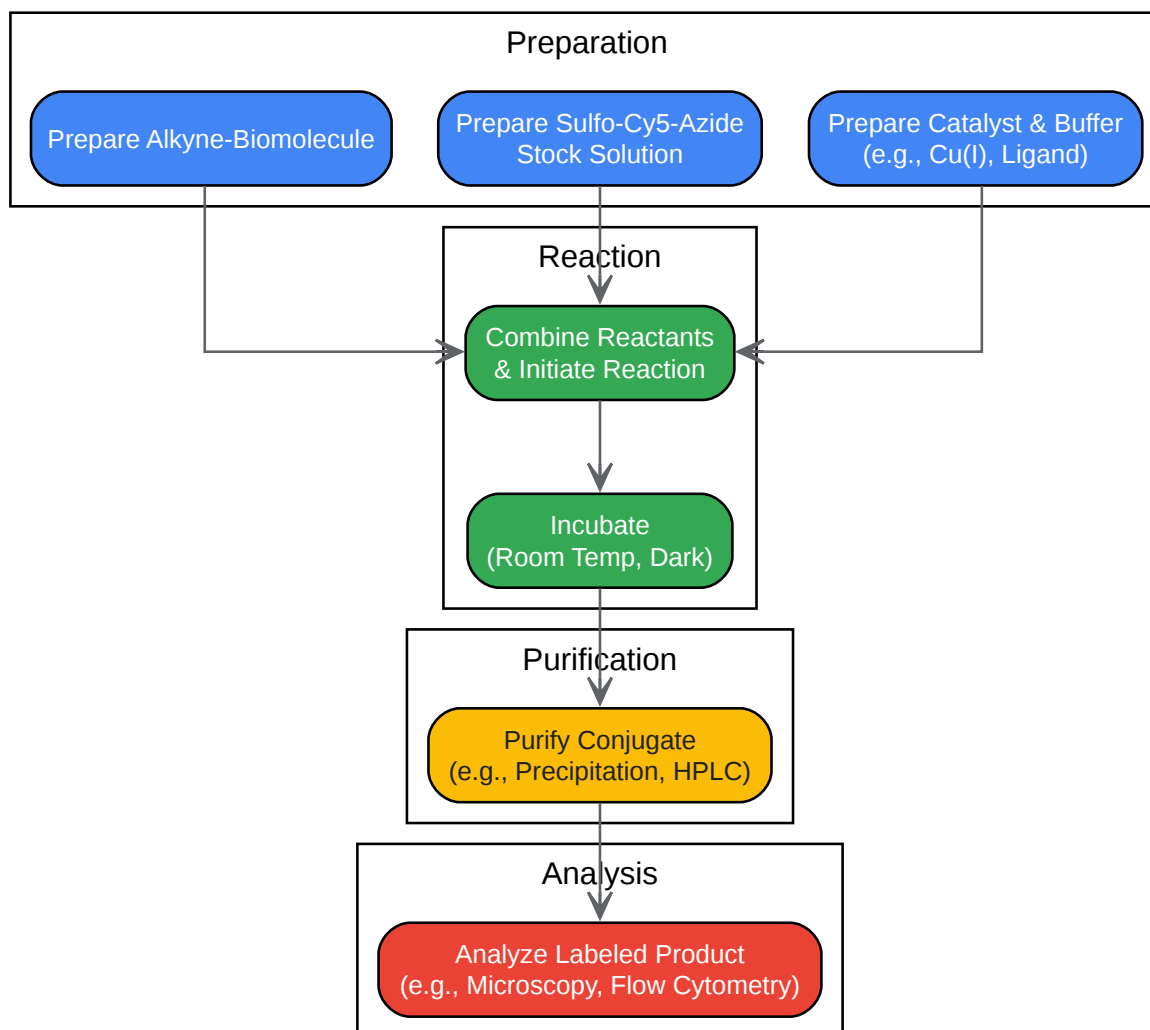 Preparation
Prepare Alkyne-Biomolecule
Prepare Sulfo-Cy5-Azide
Stock Solution
Prepare Catalyst & Buffer
(e.g., Cu(I), Ligand)
Reaction
Combine Reactants
& Initiate Reaction
Incubate
(Room Temp, Dark)
Purification
Purify Conjugate
(e.g., Precipitation, HPLC)
Analysis
Analyze Labeled Product
(e.g., Microscopy, Flow Cytometry)